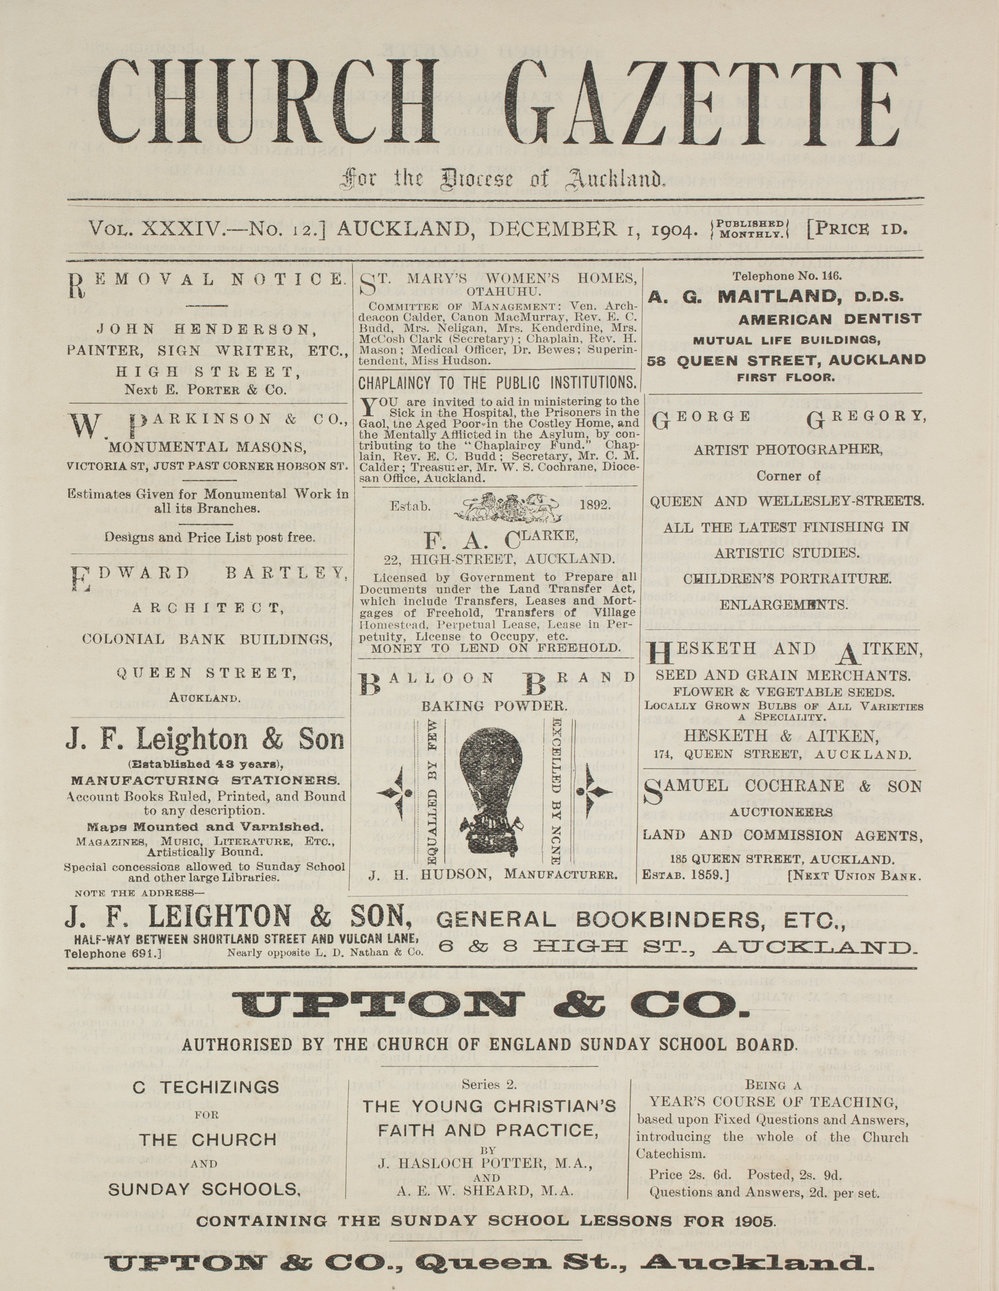 CHURCH GAZETTE
For the Diocese of Auckland.
VOL. XXXIV.—No. 12.] AUCKLAND, DECEMBER 1, 1904. {PUBLISHED MONTHLY.} [PRICE 1D.
REMOVAL NOTICE.
JOHN HENDERSON,
PAINTER, SIGN WRITER, ETC.,
HIGH STREET,
Next E. PORTER & Co.
W. PARKINSON & CO.,
MONUMENTAL MASONS,
VICTORIA ST, JUST PAST CORNER HOBSON ST.
Estimates Given for Monumental Work in
all its Branches.
Designs and Price List post free.
EDWARD BARTLEY,
ARCHITECT,
COLONIAL BANK BUILDINGS,
QUEEN STREET,
AUCKLAND.
J. F. Leighton & Son
(Established 43 years),
MANUFACTURING STATIONERS.
Account Books Ruled, Printed, and Bound
to any description.
Maps Mounted and Varnished.
MAGAZINES, MUSIC, LITERATURE, ETC.,
Artistically Bound.
Special concessions allowed to Sunday School
and other large Libraries.
NOTE THE ADDRESS—
ST. MARY'S WOMEN'S HOMES,
OTAHUHU.
COMMITTEE OF MANAGEMENT: Ven. Arch-
deacon Calder, Canon MacMurray, Rev. E. C.
Budd, Mrs. Neligan, Mrs. Kenderdine, Mrs.
McCosh Clark (Secretary); Chaplain, Rev. H.
Mason; Medical Officer, Dr. Bewes; Superin-
tendent, Miss Hudson.
CHAPLAINCY TO THE PUBLIC INSTITUTIONS.
YOU are invited to aid in ministering to the
Sick in the Hospital, the Prisoners in the
Gaol, the Aged Poor in the Costley Home, and
the Mentally Afflicted in the Asylum, by con-
tributing to the "Chaplaincy Fund." Chap-
lain, Rev. E. C. Budd; Secretary, Mr. C. M.
Calder; Treasurer, Mr. W. S. Cochrane, Dioce-
san Office, Auckland.
Estab. 1892.
F. A. CLARKE,
22, HIGH-STREET, AUCKLAND.
Licensed by Government to Prepare all
Documents under the Land Transfer Act,
which include Transfers, Leases and Mort-
gages of Freehold, Transfers of Village
Homestead, Perpetual Lease, Lease in Per-
petuity, License to Occupy, etc.
MONEY TO LEND ON FREEHOLD.
BALLOON BRAND
BAKING POWDER.
EQUALLED BY FEW
EXCELLED BY NONE
J. H. HUDSON, MANUFACTURER.
Telephone No. 116.
A. G. MAITLAND, D.D.S.
AMERICAN DENTIST
MUTUAL LIFE BUILDINGS,
58 QUEEN STREET, AUCKLAND
FIRST FLOOR.
GEORGE GREGORY,
ARTIST PHOTOGRAPHER,
Corner of
QUEEN AND WELLESLEY-STREETS.
ALL THE LATEST FINISHING IN
ARTISTIC STUDIES.
CHILDREN'S PORTRAITURE.
ENLARGEMENTS.
HESKETH AND AITKEN,
SEED AND GRAIN MERCHANTS.
FLOWER & VEGETABLE SEEDS.
LOCALLY GROWN BULBS OF ALL VARIETIES
A SPECIALITY.
HESKETH & AITKEN,
174, QUEEN STREET, AUCKLAND.
SAMUEL COCHRANE & SON
AUCTIONEERS
LAND AND COMMISSION AGENTS,
185 QUEEN STREET, AUCKLAND.
ESTAB. 1859.] [NEXT UNION BANK.
J. F. LEIGHTON & SON, GENERAL BOOKBINDERS, ETC.,
HALF-WAY BETWEEN SHORTLAND STREET AND VULCAN LANE,
6 & 8 HIGH ST., AUCKLAND.
Telephone 691.] Nearly opposite L. D. Nathan & Co.
UPTON & CO.
AUTHORISED BY THE CHURCH OF ENGLAND SUNDAY SCHOOL BOARD.
C TECHIZINGS
FOR
THE CHURCH
AND
SUNDAY SCHOOLS,
Series 2.
THE YOUNG CHRISTIAN'S
FAITH AND PRACTICE,
BY
J. HASLOCH POTTER, M.A.,
AND
A. E. W. SHEARD, M.A.
BEING A
YEAR'S COURSE OF TEACHING,
based upon Fixed Questions and Answers,
introducing the whole of the Church
Catechism.
Price 2s. 6d. Posted, 2s. 9d.
Questions and Answers, 2d. per set.
CONTAINING THE SUNDAY SCHOOL LESSONS FOR 1905.
UPTON & CO., Queen St., Auckland.